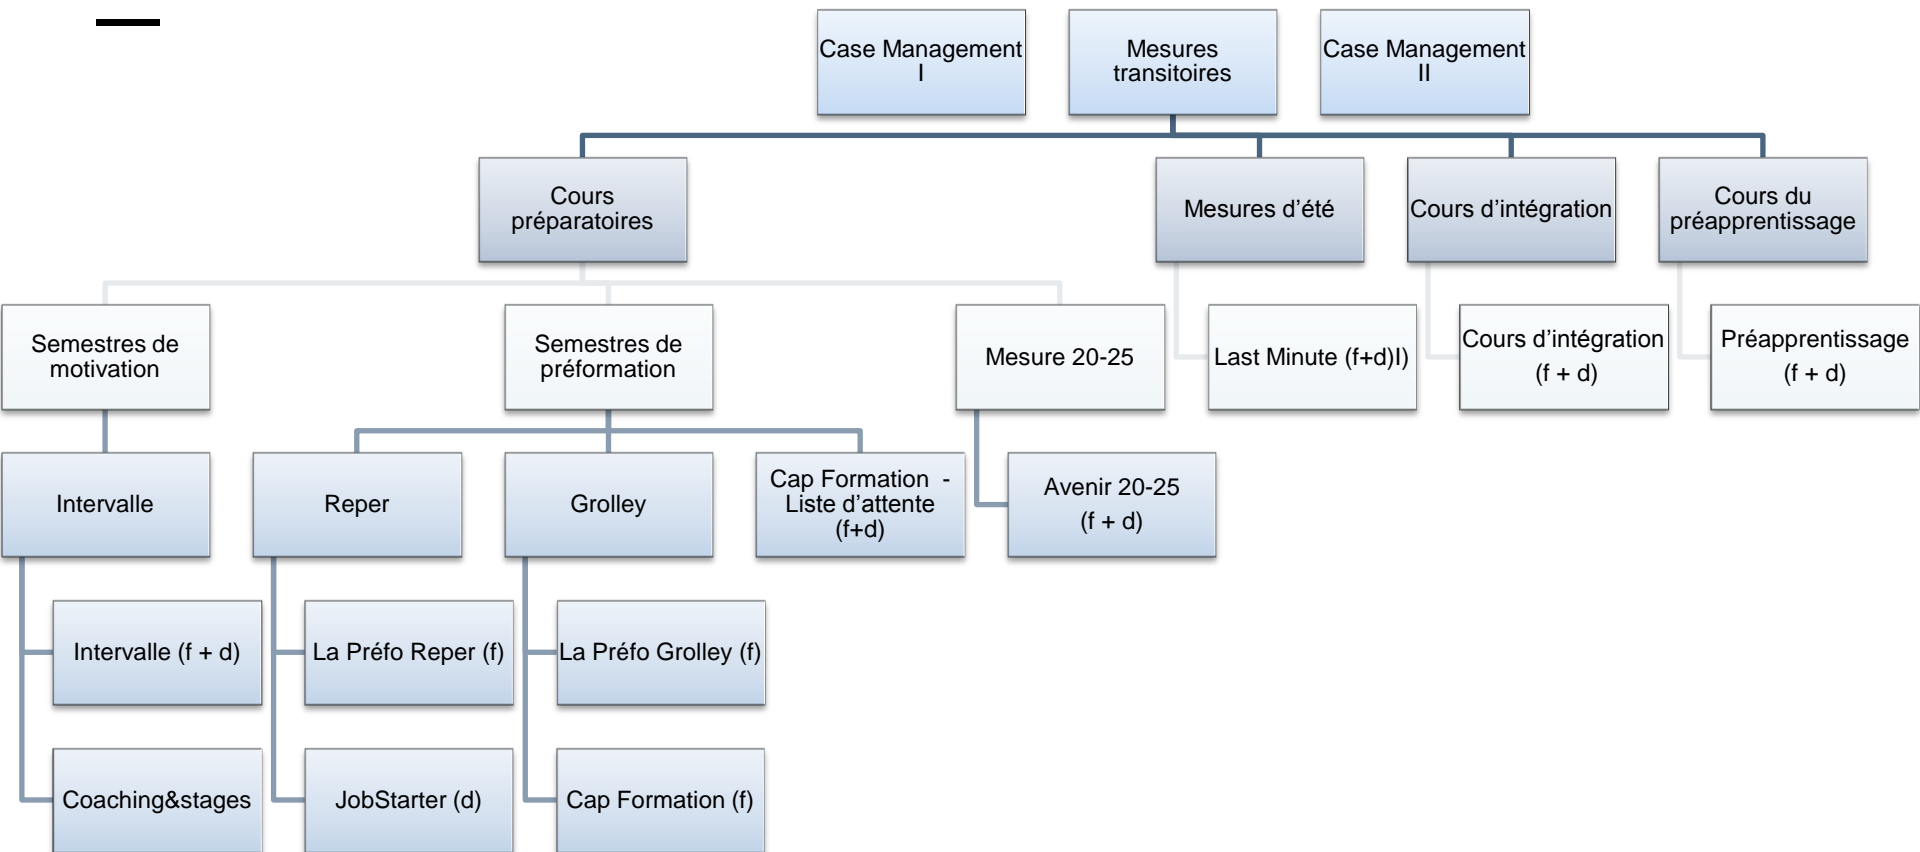 Case Management
I
Mesures
transitoires
Case Management
II
Cours
préparatoires
Mesures d’été
Cours d’intégration
Cours du
préapprentissage
Semestres de
motivation
Semestres de
préformation
Mesure 20-25
Last Minute (f+d)l)
Cours d’intégration
(f + d)
Préapprentissage
(f + d)
Intervalle
Reper
Grolley
Cap Formation -
Liste d’attente
(f+d)
Avenir 20-25
(f + d)
Intervalle (f + d)
La Préfo Reper (f)
La Préfo Grolley (f)
Coaching&stages
JobStarter (d)
Cap Formation (f)